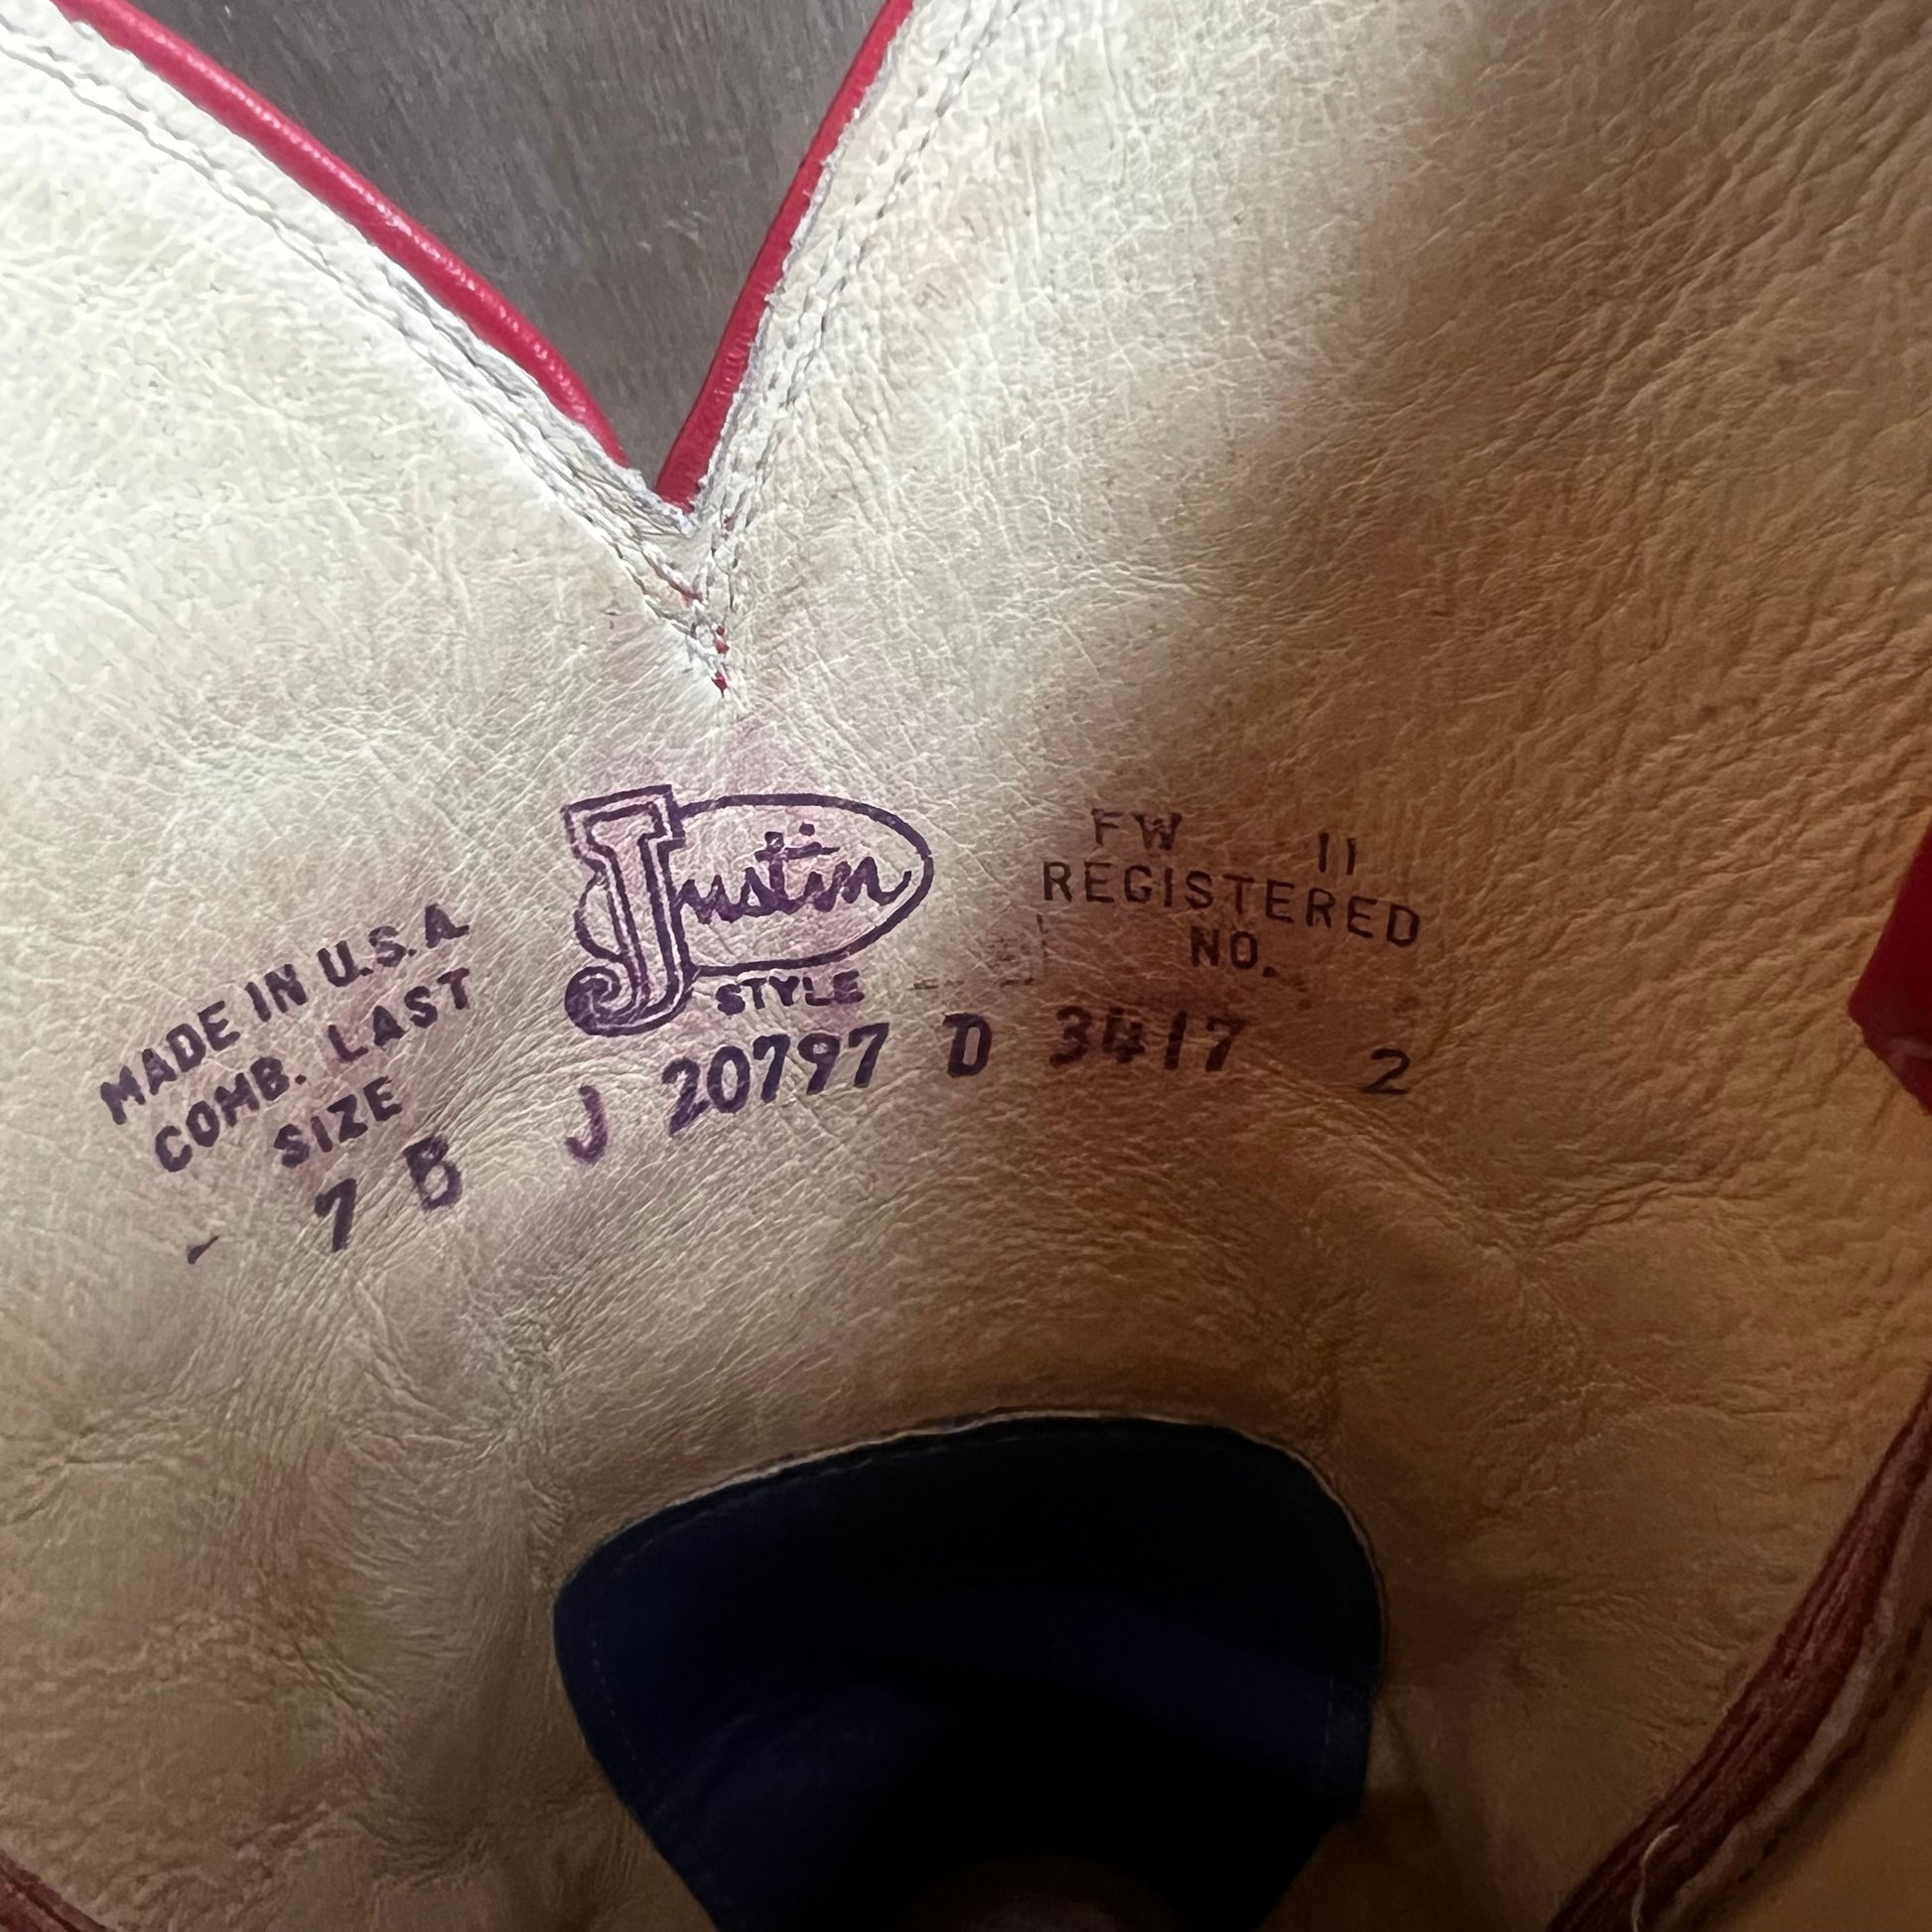 Justin
STYLE
MADE IN U.S.A.
COMB. LAST
SIZE
7 B J 20797 D 3417 2
FW 11
REGISTERED
NO.